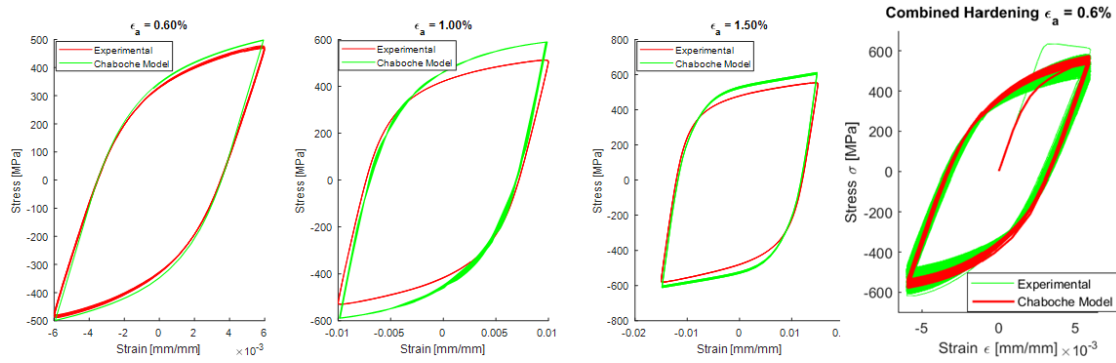 ϵa = 0.60%
500
400
300
200
100
0
-100
-200
-300
-400
-500
Stress [MPa]
Experimental
Chaboche Model
-6
-4
-2
0
2
4
6
Strain [mm/mm]
×10-3
ϵa = 1.00%
600
400
200
0
-200
-400
-600
Stress [MPa]
Experimental
Chaboche Model
-0.01
-0.005
0
0.005
0.01
Strain [mm/mm]
ϵa = 1.50%
800
600
400
200
0
-200
-400
-600
-800
Stress [MPa]
Experimental
Chaboche Model
-0.02
-0.01
0
0.01
Strain [mm/mm]
Combined Hardening ϵa = 0.6%
600
400
200
0
-200
-400
-600
Stress σ [MPa]
Experimental
Chaboche Model
-5
0
5
Strain ϵ [mm/mm] ×10-3